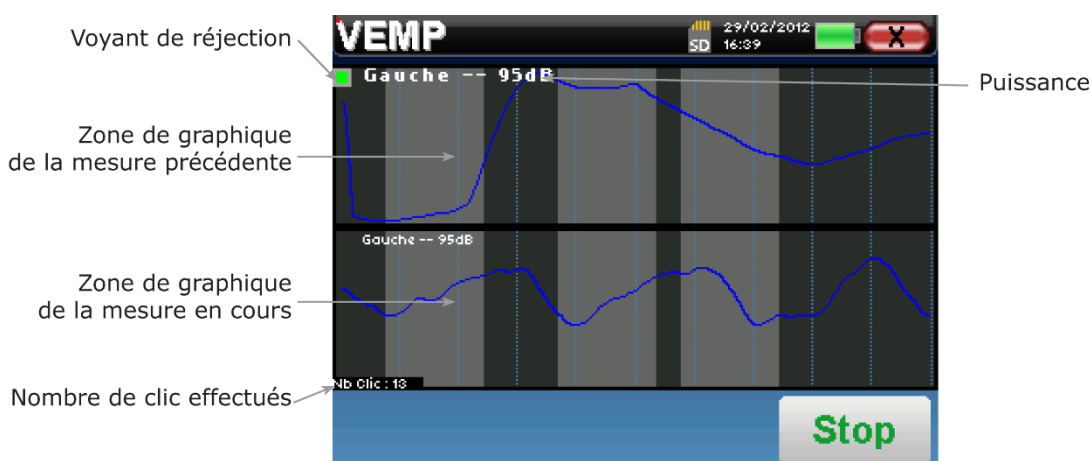 VEMP
SD
29/02/2012
16:39
X
Voyant de réjection
Gauche -- 95dB
Puissance
Zone de graphique
de la mesure précédente
Gauche -- 95dB
Zone de graphique
de la mesure en cours
Nb Clic : 13
Nombre de clic effectués
Stop